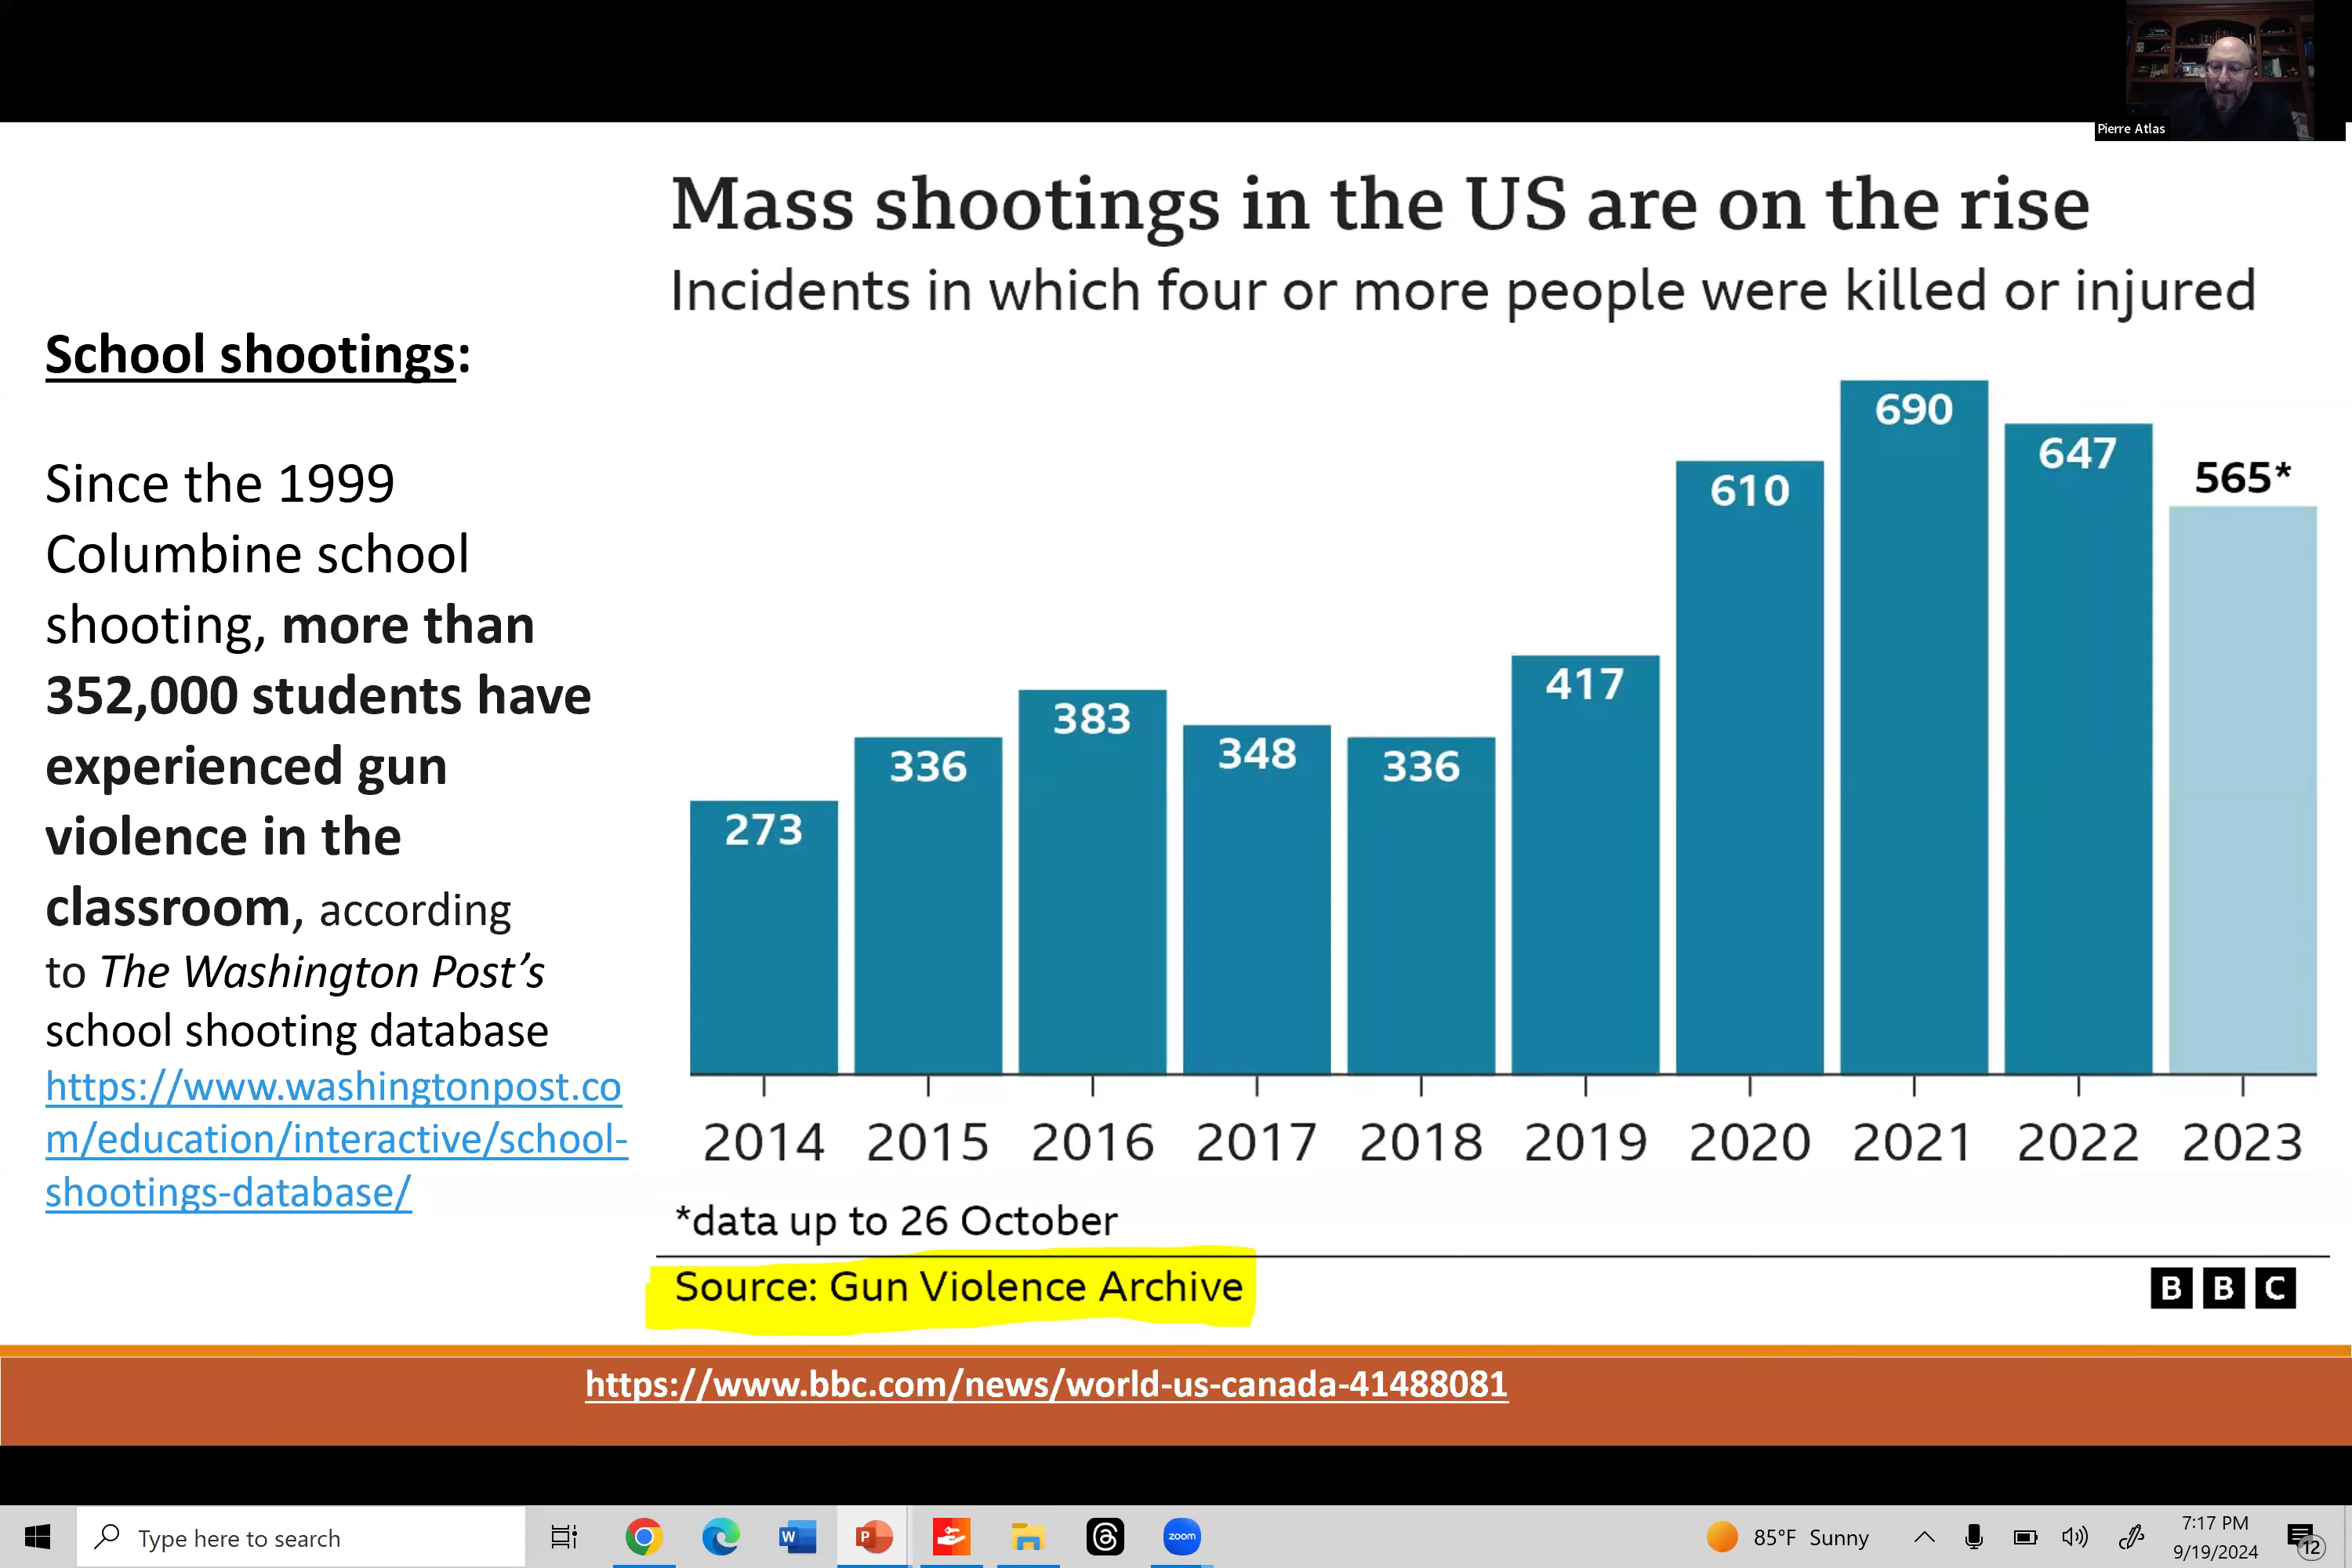 Pierre Atlas
Mass shootings in the US are on the rise
Incidents in which four or more people were killed or injured
School shootings:
Since the 1999
Columbine school
shooting, more than
352,000 students have
experienced gun
violence in the
classroom, according
to The Washington Post’s
school shooting database
https://www.washingtonpost.co
m/education/interactive/school-
shootings-database/
273
336
383
348
336
417
610
690
647
565*
2014 2015 2016 2017 2018 2019 2020 2021 2022 2023
*data up to 26 October
Source: Gun Violence Archive
BBC
https://www.bbc.com/news/world-us-canada-41488081
Type here to search
W
P
zoom
85°F Sunny
7:17 PM
9/19/2024
12